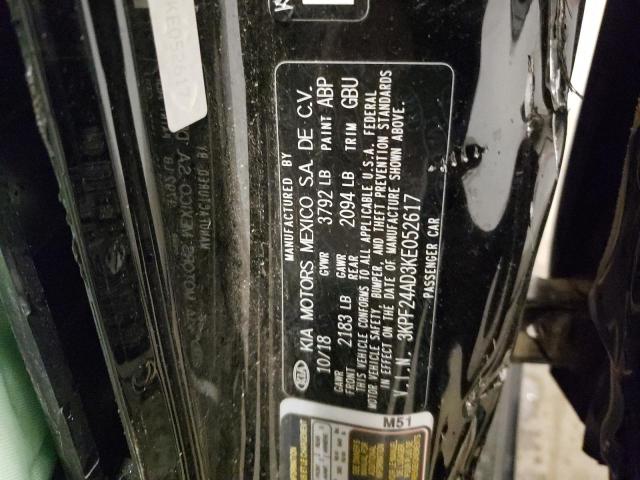 MANUFACTURED BY
KIA KIA MOTORS MEXICO S.A. DE C.V.
10/18 GVWR 3792 LB PAINT ABP
GAWR FRONT 2183 LB GAWR REAR 2094 LB TRIM GBU
THIS VEHICLE CONFORMS TO ALL APPLICABLE U.S.A. FEDERAL
MOTOR VEHICLE SAFETY, BUMPER, AND THEFT PREVENTION STANDARDS
IN EFFECT ON THE DATE OF MANUFACTURE SHOWN ABOVE.
V.I.N. 3KPF24AD3KE052617
PASSENGER CAR
M51
KE052617